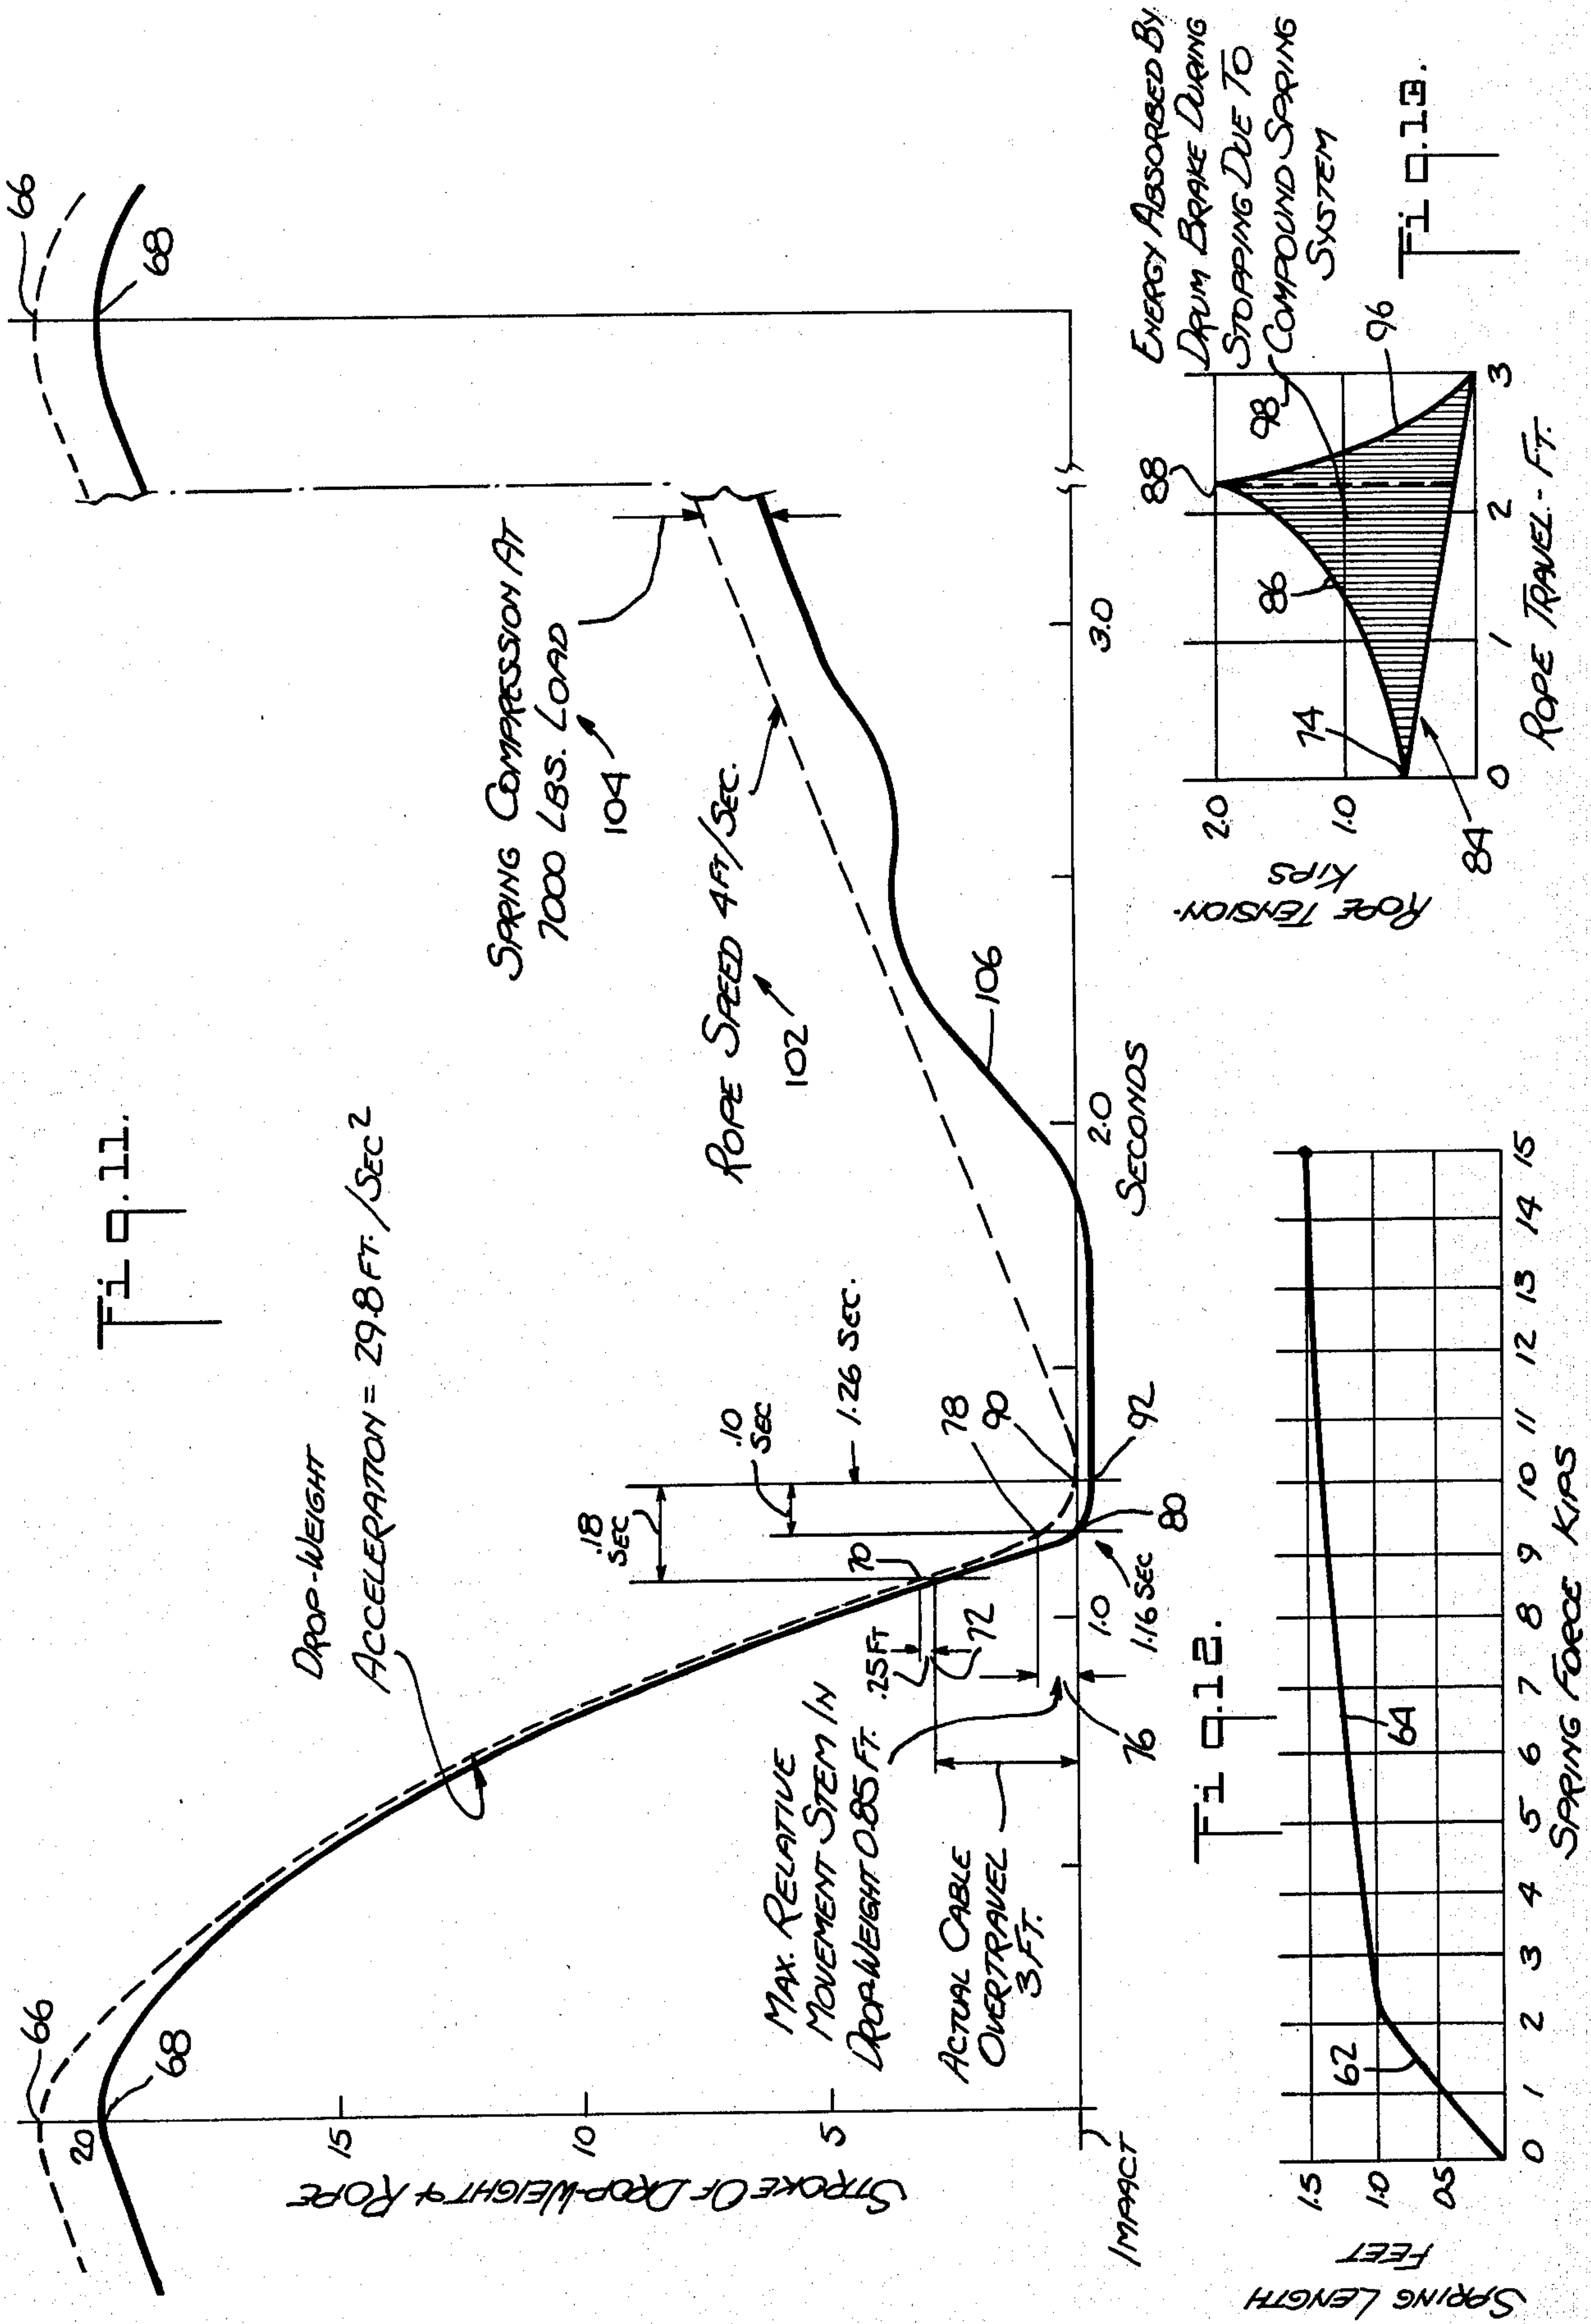 Fig. 11.
66
68
20
15
10
5
STROKE OF DROP-WEIGHT & ROPE
IMPACT
DROP-WEIGHT
ACCELERATION = 29.8 FT./SEC²
MAX. RELATIVE
MOVEMENT STEM IN
DROP-WEIGHT 0.85 FT.
ACTUAL CABLE
OVERTRAVEL
3 FT.
.25 FT
72
76
70
.18
SEC
.10
SEC
1.26 SEC.
78
90
80
92
1.0
1.16 SEC
2.0
SECONDS
3.0
106
ROPE SPEED 4 FT/SEC.
102
SPRING COMPRESSION AT
7000 LBS. LOAD
104
66
68
Fig. 12.
SPRING LENGTH
FEET
1.5
1.0
0.5
62
64
0 1 2 3 4 5 6 7 8 9 10 11 12 13 14 15
SPRING FORCE KIPS
ROPE TENSION-
KIPS
2.0
1.0
74
84
86
88
98
96
0 1 2 3
ROPE TRAVEL - FT.
ENERGY ABSORBED BY
DRUM BRAKE DURING
STOPPING DUE TO
COMPOUND SPRING
SYSTEM
Fig. 13.